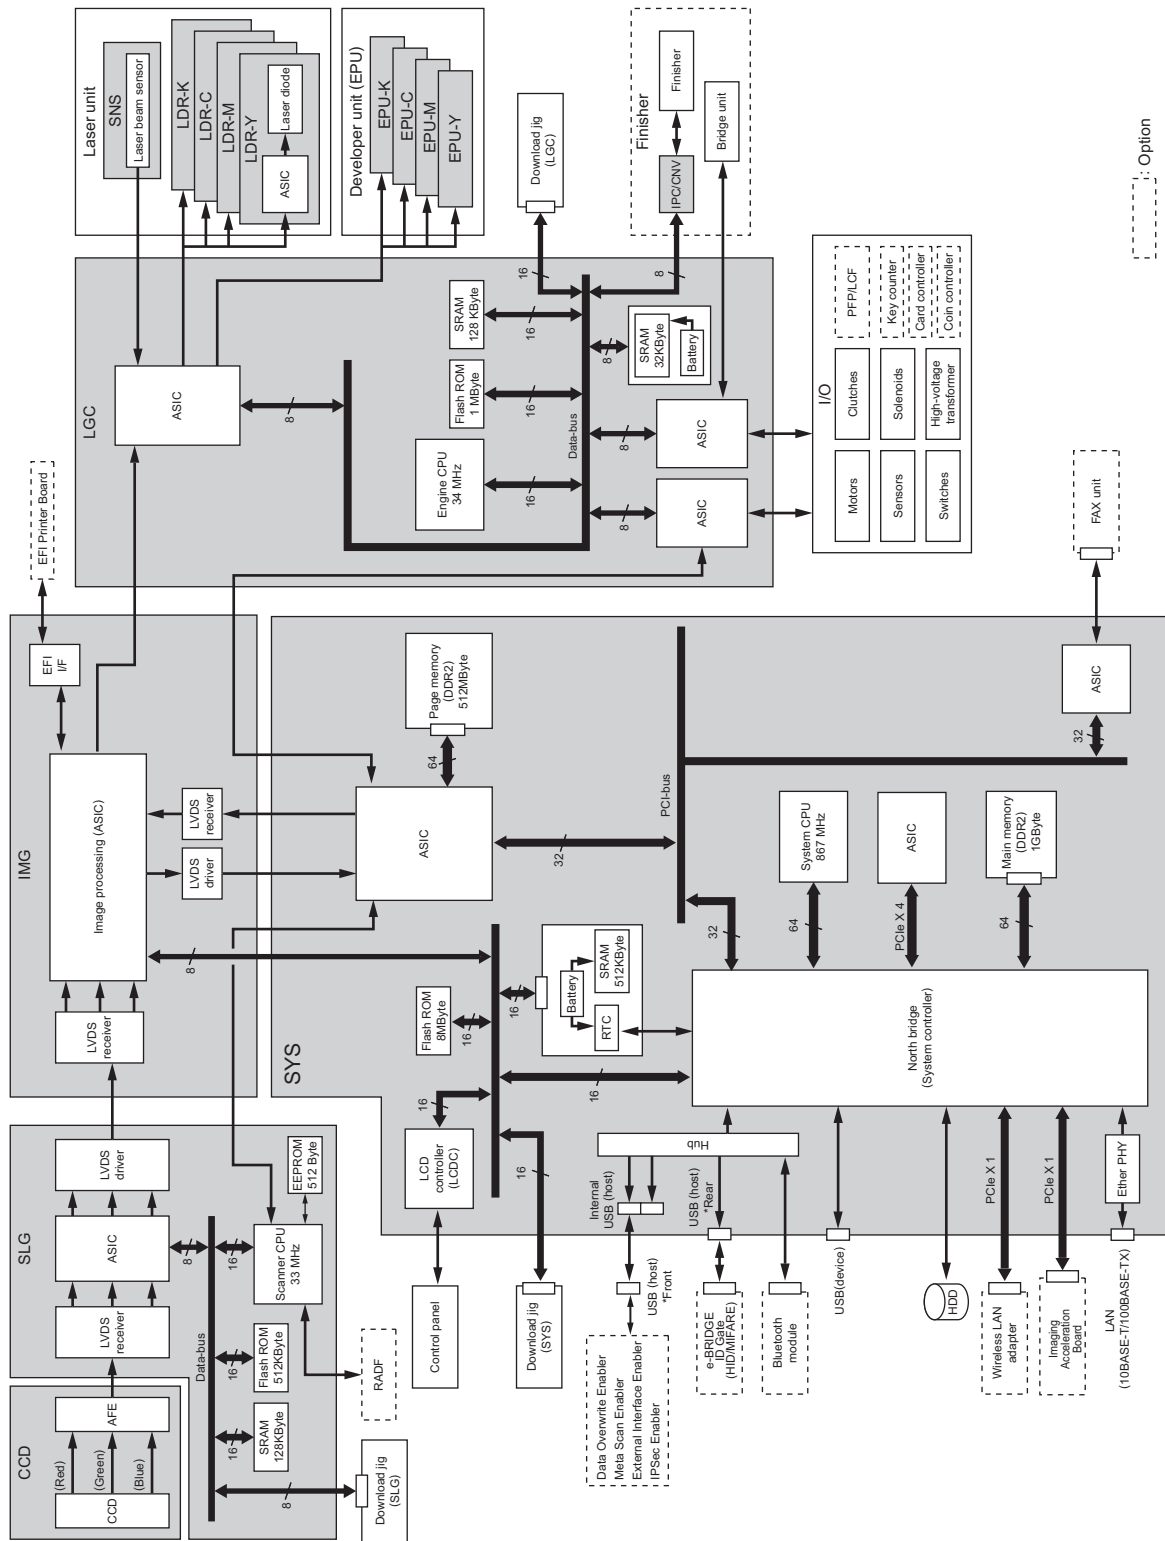 CCD
CCD
(Red)
(Green)
(Blue)
AFE
SLG
LVDS
receiver
ASIC
LVDS
driver
8
Data-bus
16
SRAM
128KByte
16
Flash ROM
512KByte
16
Scanner CPU
33 MHz
EEPROM
512 Byte
8
Download jig
(SLG)
RADF
IMG
LVDS
receiver
Image processing (ASIC)
LVDS
driver
LVDS
receiver
EFI
I/F
EFI Printer Board
8
SYS
ASIC
64
Page memory
(DDR2)
512MByte
32
PCI-bus
LCD
controller
(LCDC)
16
Flash ROM
8MByte
16
16
Battery
SRAM
512KByte
RTC
16
16
Control panel
Download jig
(SYS)
Hub
Internal
USB (host)
USB (host)
*Rear
USB (host)
*Front
Data Overwrite Enabler
Meta Scan Enabler
External Interface Enabler
IPSec Enabler
e-BRIDGE
ID Gate
(HID/MIFARE)
Bluetooth
module
USB(device)
HDD
PCIe X 1
Wireless LAN
adapter
PCIe X 1
Imaging
Acceleration
Board
Ether PHY
LAN
(10BASE-T/100BASE-TX)
North bridge
(System controller)
32
64
System CPU
867 MHz
PCIe X 4
ASIC
64
Main memory
(DDR2)
1GByte
32
ASIC
FAX unit
LGC
ASIC
8
Engine CPU
34 MHz
16
Flash ROM
1 MByte
16
SRAM
128 KByte
16
16
Data-bus
8
ASIC
8
ASIC
8
SRAM
32KByte
Battery
8
Laser unit
SNS
Laser beam sensor
LDR-K
LDR-C
LDR-M
LDR-Y
ASIC
Laser diode
Developer unit (EPU)
EPU-K
EPU-C
EPU-M
EPU-Y
Download jig
(LGC)
Finisher
IPC/CNV
Finisher
Bridge unit
I/O
Motors
Clutches
PFP/LCF
Sensors
Solenoids
Key counter
Card controller
Switches
High-voltage
transformer
Coin controller
: Option